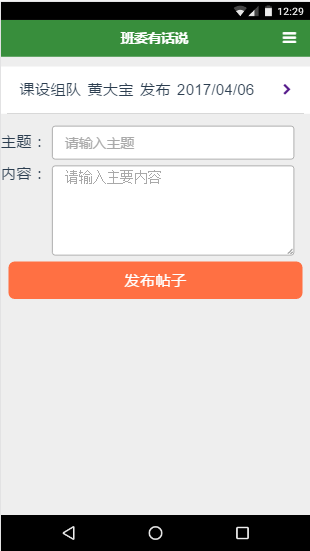 12:29
班委有话说
课设组队 黄大宝 发布 2017/04/06
主题：
请输入主题
内容：
请输入主要内容
发布帖子